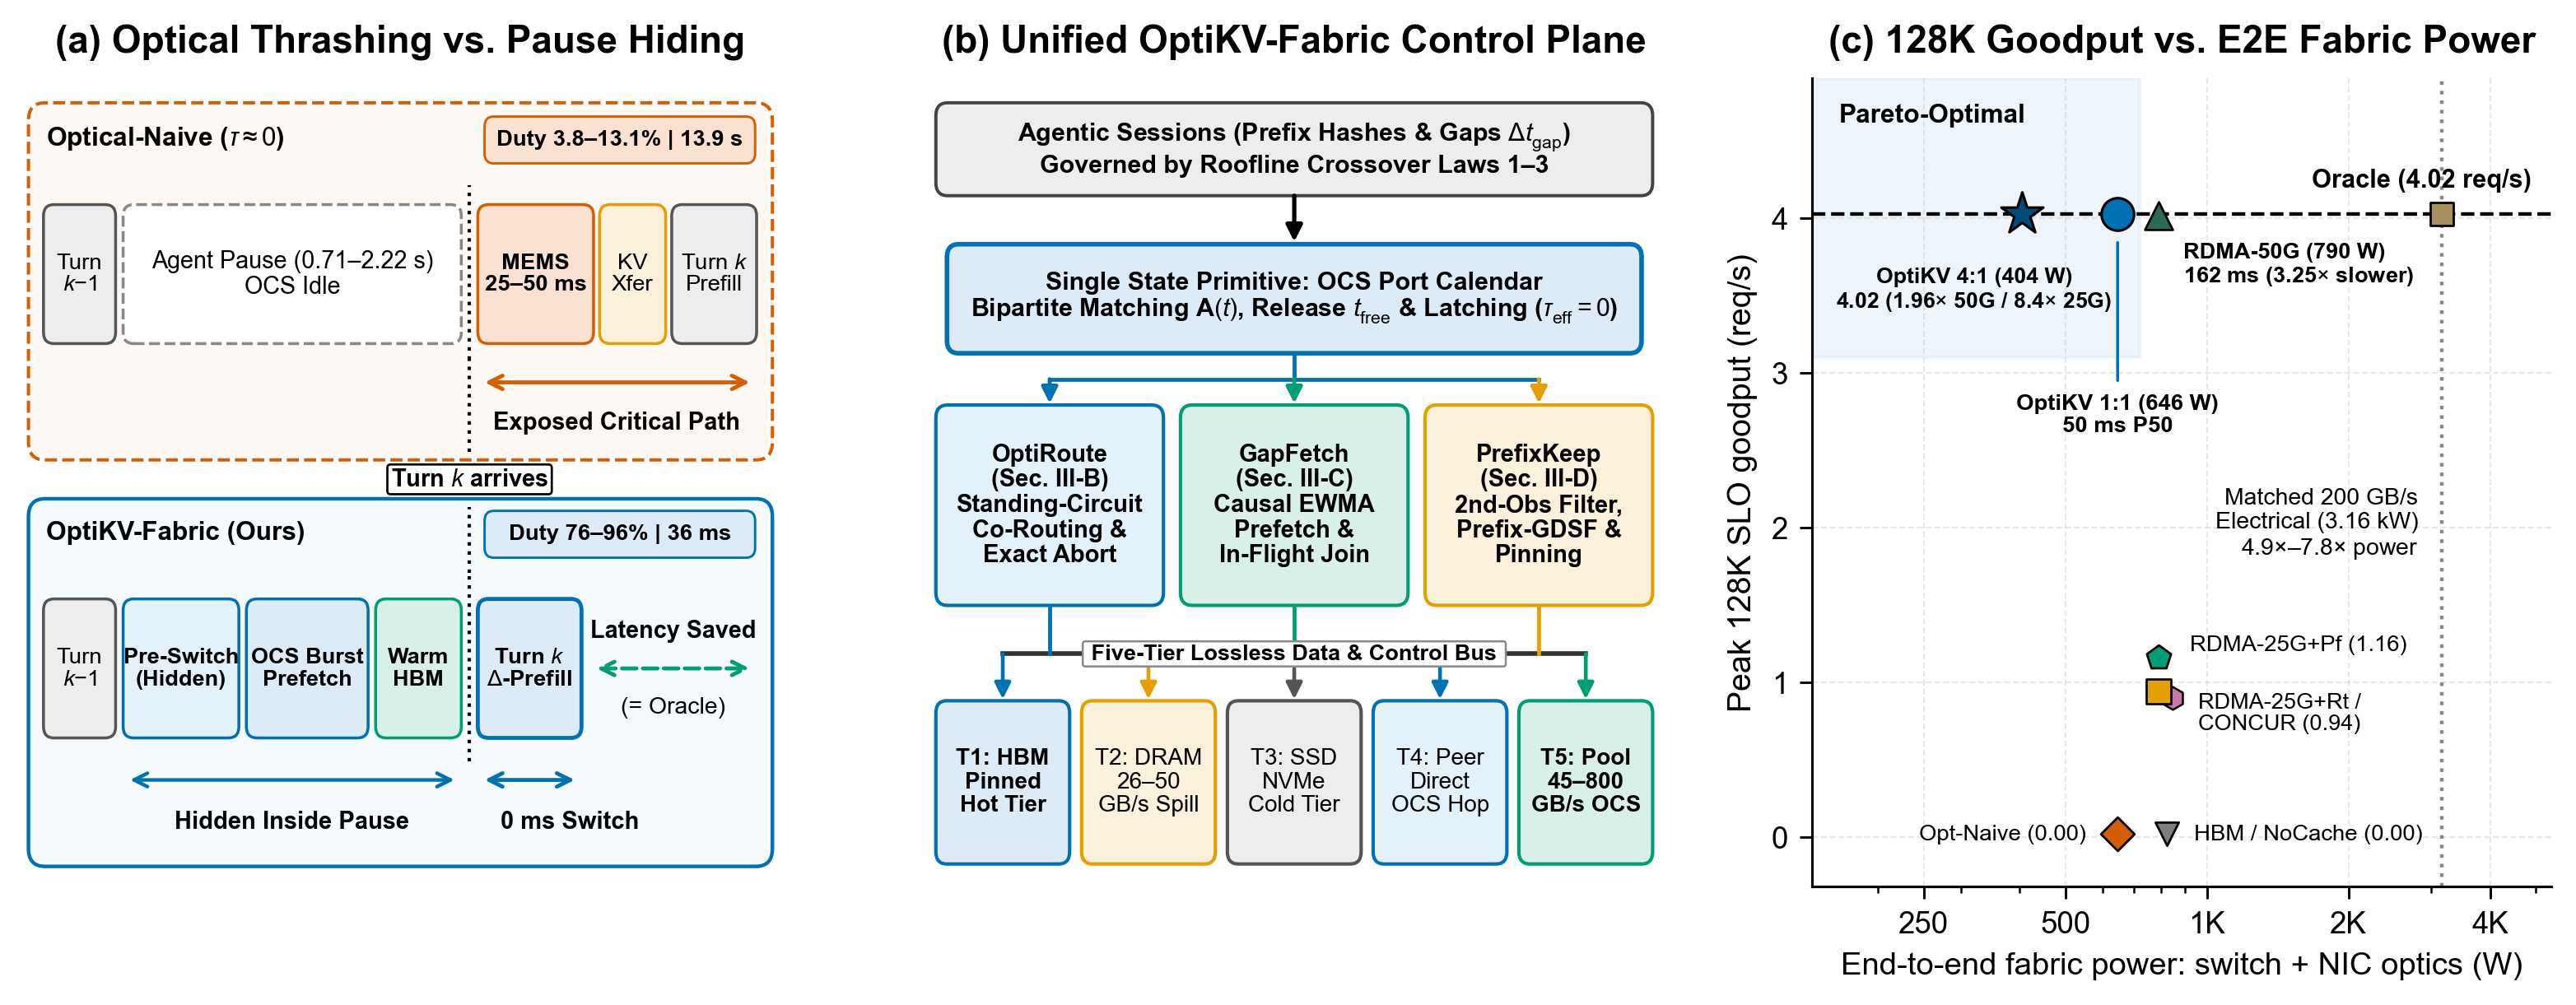 (a) Optical Thrashing vs. Pause Hiding
Optical-Naive (τ ≈ 0)
Duty 3.8–13.1% | 13.9 s
Turn
k−1
Agent Pause (0.71–2.22 s)
OCS Idle
MEMS
25–50 ms
KV
Xfer
Turn k
Prefill
Exposed Critical Path
Turn k arrives
OptiKV-Fabric (Ours)
Duty 76–96% | 36 ms
Turn
k−1
Pre-Switch
(Hidden)
OCS Burst
Prefetch
Warm
HBM
Turn k
Δ-Prefill
Latency Saved
(= Oracle)
Hidden Inside Pause
0 ms Switch
(b) Unified OptiKV-Fabric Control Plane
Agentic Sessions (Prefix Hashes & Gaps Δt_gap)
Governed by Roofline Crossover Laws 1–3
Single State Primitive: OCS Port Calendar
Bipartite Matching A(t), Release t_free & Latching (τ_eff = 0)
OptiRoute
(Sec. III-B)
Standing-Circuit
Co-Routing &
Exact Abort
GapFetch
(Sec. III-C)
Causal EWMA
Prefetch &
In-Flight Join
PrefixKeep
(Sec. III-D)
2nd-Obs Filter,
Prefix-GDSF &
Pinning
Five-Tier Lossless Data & Control Bus
T1: HBM
Pinned
Hot Tier
T2: DRAM
26–50
GB/s Spill
T3: SSD
NVMe
Cold Tier
T4: Peer
Direct
OCS Hop
T5: Pool
45–800
GB/s OCS
(c) 128K Goodput vs. E2E Fabric Power
Pareto-Optimal
Oracle (4.02 req/s)
RDMA-50G (790 W)
162 ms (3.25× slower)
OptiKV 4:1 (404 W)
4.02 (1.96× 50G / 8.4× 25G)
OptiKV 1:1 (646 W)
50 ms P50
Matched 200 GB/s
Electrical (3.16 kW)
4.9×–7.8× power
RDMA-25G+Pf (1.16)
RDMA-25G+Rt /
CONCUR (0.94)
Opt-Naive (0.00)
HBM / NoCache (0.00)
Peak 128K SLO goodput (req/s)
4
3
2
1
0
250
500
1K
2K
4K
End-to-end fabric power: switch + NIC optics (W)